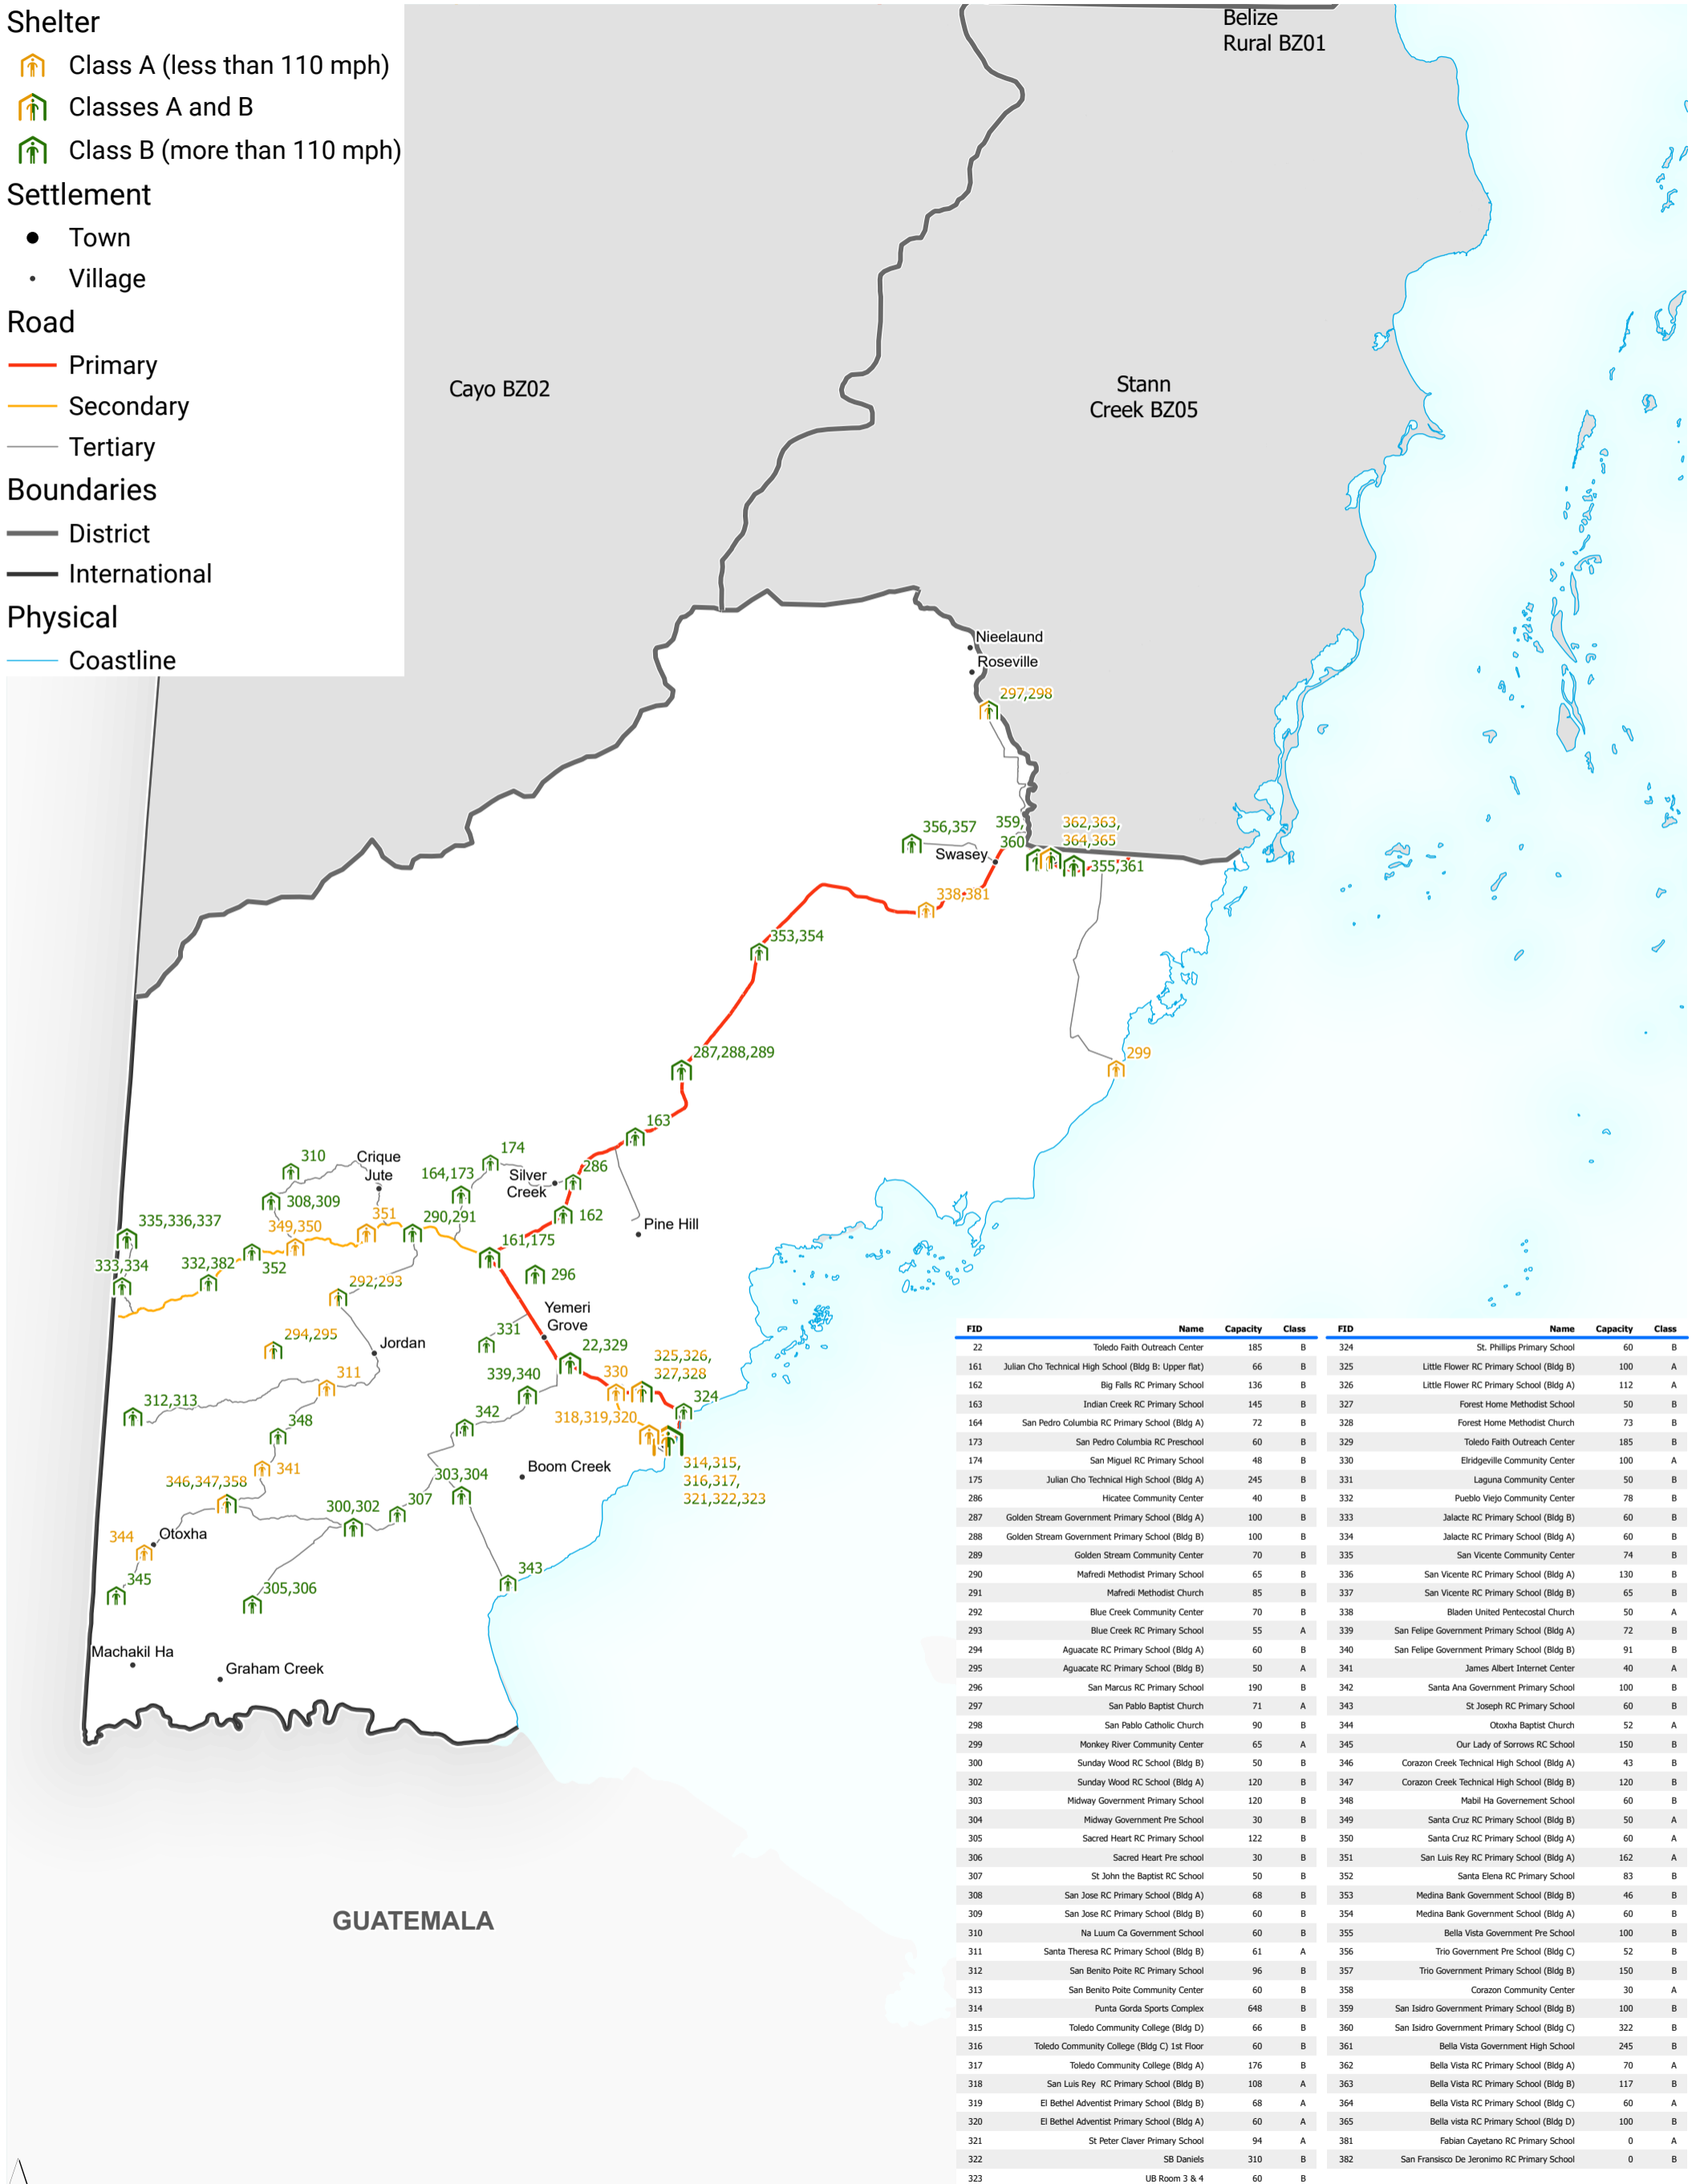 Shelter
Class A (less than 110 mph)
Classes A and B
Class B (more than 110 mph)
Settlement
Town
Village
Road
Primary
Secondary
Tertiary
Boundaries
District
International
Physical
Coastline
Belize
Rural BZ01
Cayo BZ02
Stann
Creek BZ05
Nieelaund
Roseville
297,298
356,357
359,
360
362,363,
364,365
Swasey
355,361
338,381
353,354
287,288,289
299
163
310
Crique
Jute
174
286
164,173
Silver
Creek
308,309
335,336,337
349,350
351
290,291
162
Pine Hill
161,175
333,334
332,382
352
296
292,293
Yemeri
Grove
294,295
Jordan
331
22,329
325,326,
327,328
311
339,340
330
324
312,313
348
342
318,319,320
341
303,304
Boom Creek
314,315,
316,317,
321,322,323
346,347,358
300,302
307
344
Otoxha
343
345
305,306
Machakil Ha
Graham Creek
GUATEMALA
FID Name Capacity Class FID Name Capacity Class
22 Toledo Faith Outreach Center 185 B 324 St. Phillips Primary School 60 B
161 Julian Cho Technical High School (Bldg B: Upper flat) 66 B 325 Little Flower RC Primary School (Bldg B) 100 A
162 Big Falls RC Primary School 136 B 326 Little Flower RC Primary School (Bldg A) 112 A
163 Indian Creek RC Primary School 145 B 327 Forest Home Methodist School 50 B
164 San Pedro Columbia RC Primary School (Bldg A) 72 B 328 Forest Home Methodist Church 73 B
173 San Pedro Columbia RC Preschool 60 B 329 Toledo Faith Outreach Center 185 B
174 San Miguel RC Primary School 48 B 330 Elridgeville Community Center 100 A
175 Julian Cho Technical High School (Bldg A) 245 B 331 Laguna Community Center 50 B
286 Hicatee Community Center 40 B 332 Pueblo Viejo Community Center 78 B
287 Golden Stream Government Primary School (Bldg A) 100 B 333 Jalacte RC Primary School (Bldg B) 60 B
288 Golden Stream Government Primary School (Bldg B) 100 B 334 Jalacte RC Primary School (Bldg A) 60 B
289 Golden Stream Community Center 70 B 335 San Vicente Community Center 74 B
290 Mafredi Methodist Primary School 65 B 336 San Vicente RC Primary School (Bldg A) 130 B
291 Mafredi Methodist Church 85 B 337 San Vicente RC Primary School (Bldg B) 65 B
292 Blue Creek Community Center 70 B 338 Bladen United Pentecostal Church 50 A
293 Blue Creek RC Primary School 55 A 339 San Felipe Government Primary School (Bldg A) 72 B
294 Aguacate RC Primary School (Bldg A) 60 B 340 San Felipe Government Primary School (Bldg B) 91 B
295 Aguacate RC Primary School (Bldg B) 50 A 341 James Albert Internet Center 40 A
296 San Marcus RC Primary School 190 B 342 Santa Ana Government Primary School 100 B
297 San Pablo Baptist Church 71 A 343 St Joseph RC Primary School 60 B
298 San Pablo Catholic Church 90 B 344 Otoxha Baptist Church 52 A
299 Monkey River Community Center 65 A 345 Our Lady of Sorrows RC School 150 B
300 Sunday Wood RC School (Bldg B) 50 B 346 Corazon Creek Technical High School (Bldg A) 43 B
302 Sunday Wood RC School (Bldg A) 120 B 347 Corazon Creek Technical High School (Bldg B) 120 B
303 Midway Government Primary School 120 B 348 Mabil Ha Governement School 60 B
304 Midway Government Pre School 30 B 349 Santa Cruz RC Primary School (Bldg B) 50 A
305 Sacred Heart RC Primary School 122 B 350 Santa Cruz RC Primary School (Bldg A) 60 A
306 Sacred Heart Pre school 30 B 351 San Luis Rey RC Primary School (Bldg A) 162 A
307 St John the Baptist RC School 50 B 352 Santa Elena RC Primary School 83 B
308 San Jose RC Primary School (Bldg A) 68 B 353 Medina Bank Government School (Bldg B) 46 B
309 San Jose RC Primary School (Bldg B) 60 B 354 Medina Bank Government School (Bldg A) 60 B
310 Na Luum Ca Government School 60 B 355 Bella Vista Government Pre School 100 B
311 Santa Theresa RC Primary School (Bldg B) 61 A 356 Trio Government Pre School (Bldg C) 52 B
312 San Benito Poite RC Primary School 96 B 357 Trio Government Primary School (Bldg B) 150 B
313 San Benito Poite Community Center 60 B 358 Corazon Community Center 30 A
314 Punta Gorda Sports Complex 648 B 359 San Isidro Government Primary School (Bldg B) 100 B
315 Toledo Community College (Bldg D) 66 B 360 San Isidro Government Primary School (Bldg C) 322 B
316 Toledo Community College (Bldg C) 1st Floor 60 B 361 Bella Vista Government High School 245 B
317 Toledo Community College (Bldg A) 176 B 362 Bella Vista RC Primary School (Bldg A) 70 A
318 San Luis Rey RC Primary School (Bldg B) 108 A 363 Bella Vista RC Primary School (Bldg B) 117 B
319 El Bethel Adventist Primary School (Bldg B) 68 A 364 Bella Vista RC Primary School (Bldg C) 60 A
320 El Bethel Adventist Primary School (Bldg A) 60 A 365 Bella vista RC Primary School (Bldg D) 100 B
321 St Peter Claver Primary School 94 A 381 Fabian Cayetano RC Primary School 0 A
322 SB Daniels 310 B 382 San Fransisco De Jeronimo RC Primary School 0 B
323 UB Room 3 & 4 60 B